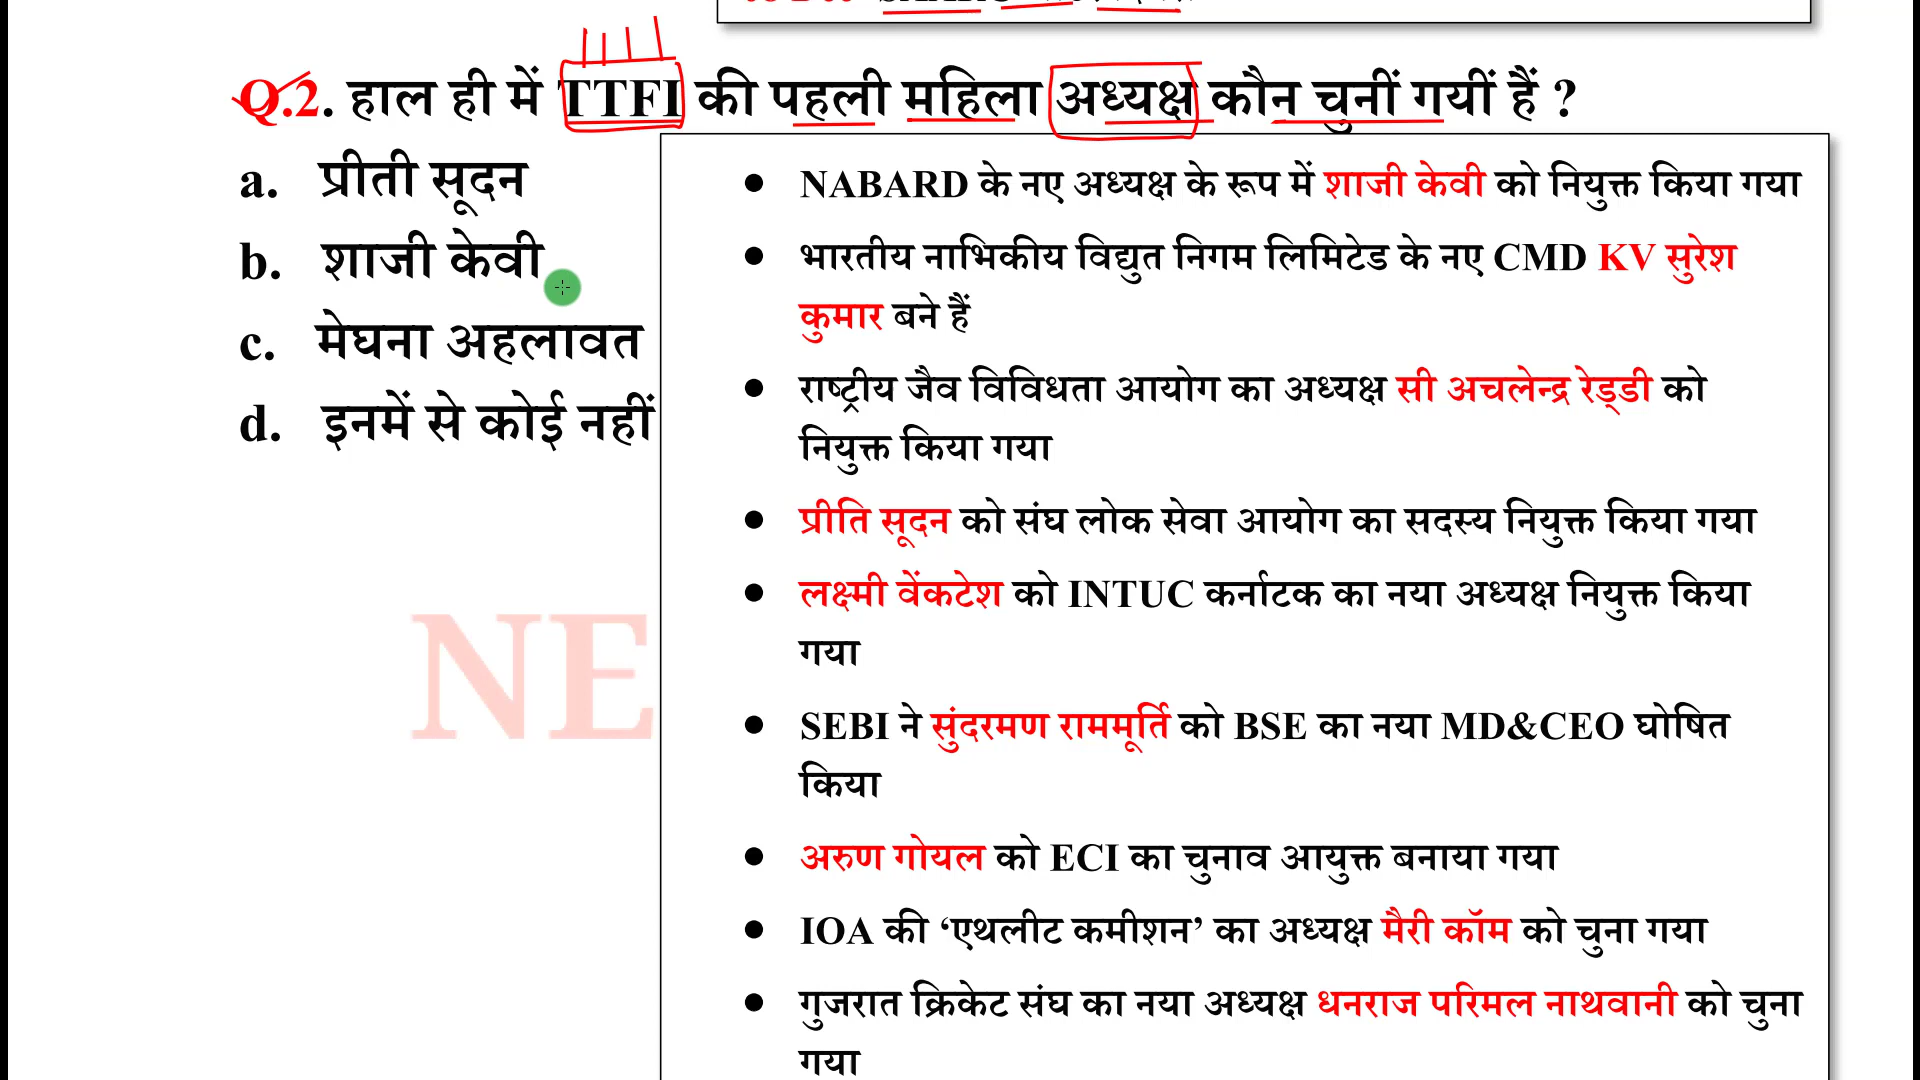 Q.2. हाल ही में TTFI की पहली महिला अध्यक्ष कौन चुनीं गयीं हैं ?
a. प्रीती सूदन
b. शाजी केवी
c. मेघना अहलावत
d. इनमें से कोई नहीं
● NABARD के नए अध्यक्ष के रूप में शाजी केवी को नियुक्त किया गया
● भारतीय नाभिकीय विद्युत निगम लिमिटेड के नए CMD KV सुरेश
कुमार बने हैं
● राष्ट्रीय जैव विविधता आयोग का अध्यक्ष सी अचलेन्द्र रेड्डी को
नियुक्त किया गया
● प्रीति सूदन को संघ लोक सेवा आयोग का सदस्य नियुक्त किया गया
● लक्ष्मी वेंकटेश को INTUC कर्नाटक का नया अध्यक्ष नियुक्त किया
गया
● SEBI ने सुंदरमण राममूर्ति को BSE का नया MD&CEO घोषित
किया
● अरुण गोयल को ECI का चुनाव आयुक्त बनाया गया
● IOA की ‘एथलीट कमीशन’ का अध्यक्ष मैरी कॉम को चुना गया
● गुजरात क्रिकेट संघ का नया अध्यक्ष धनराज परिमल नाथवानी को चुना
गया
NE